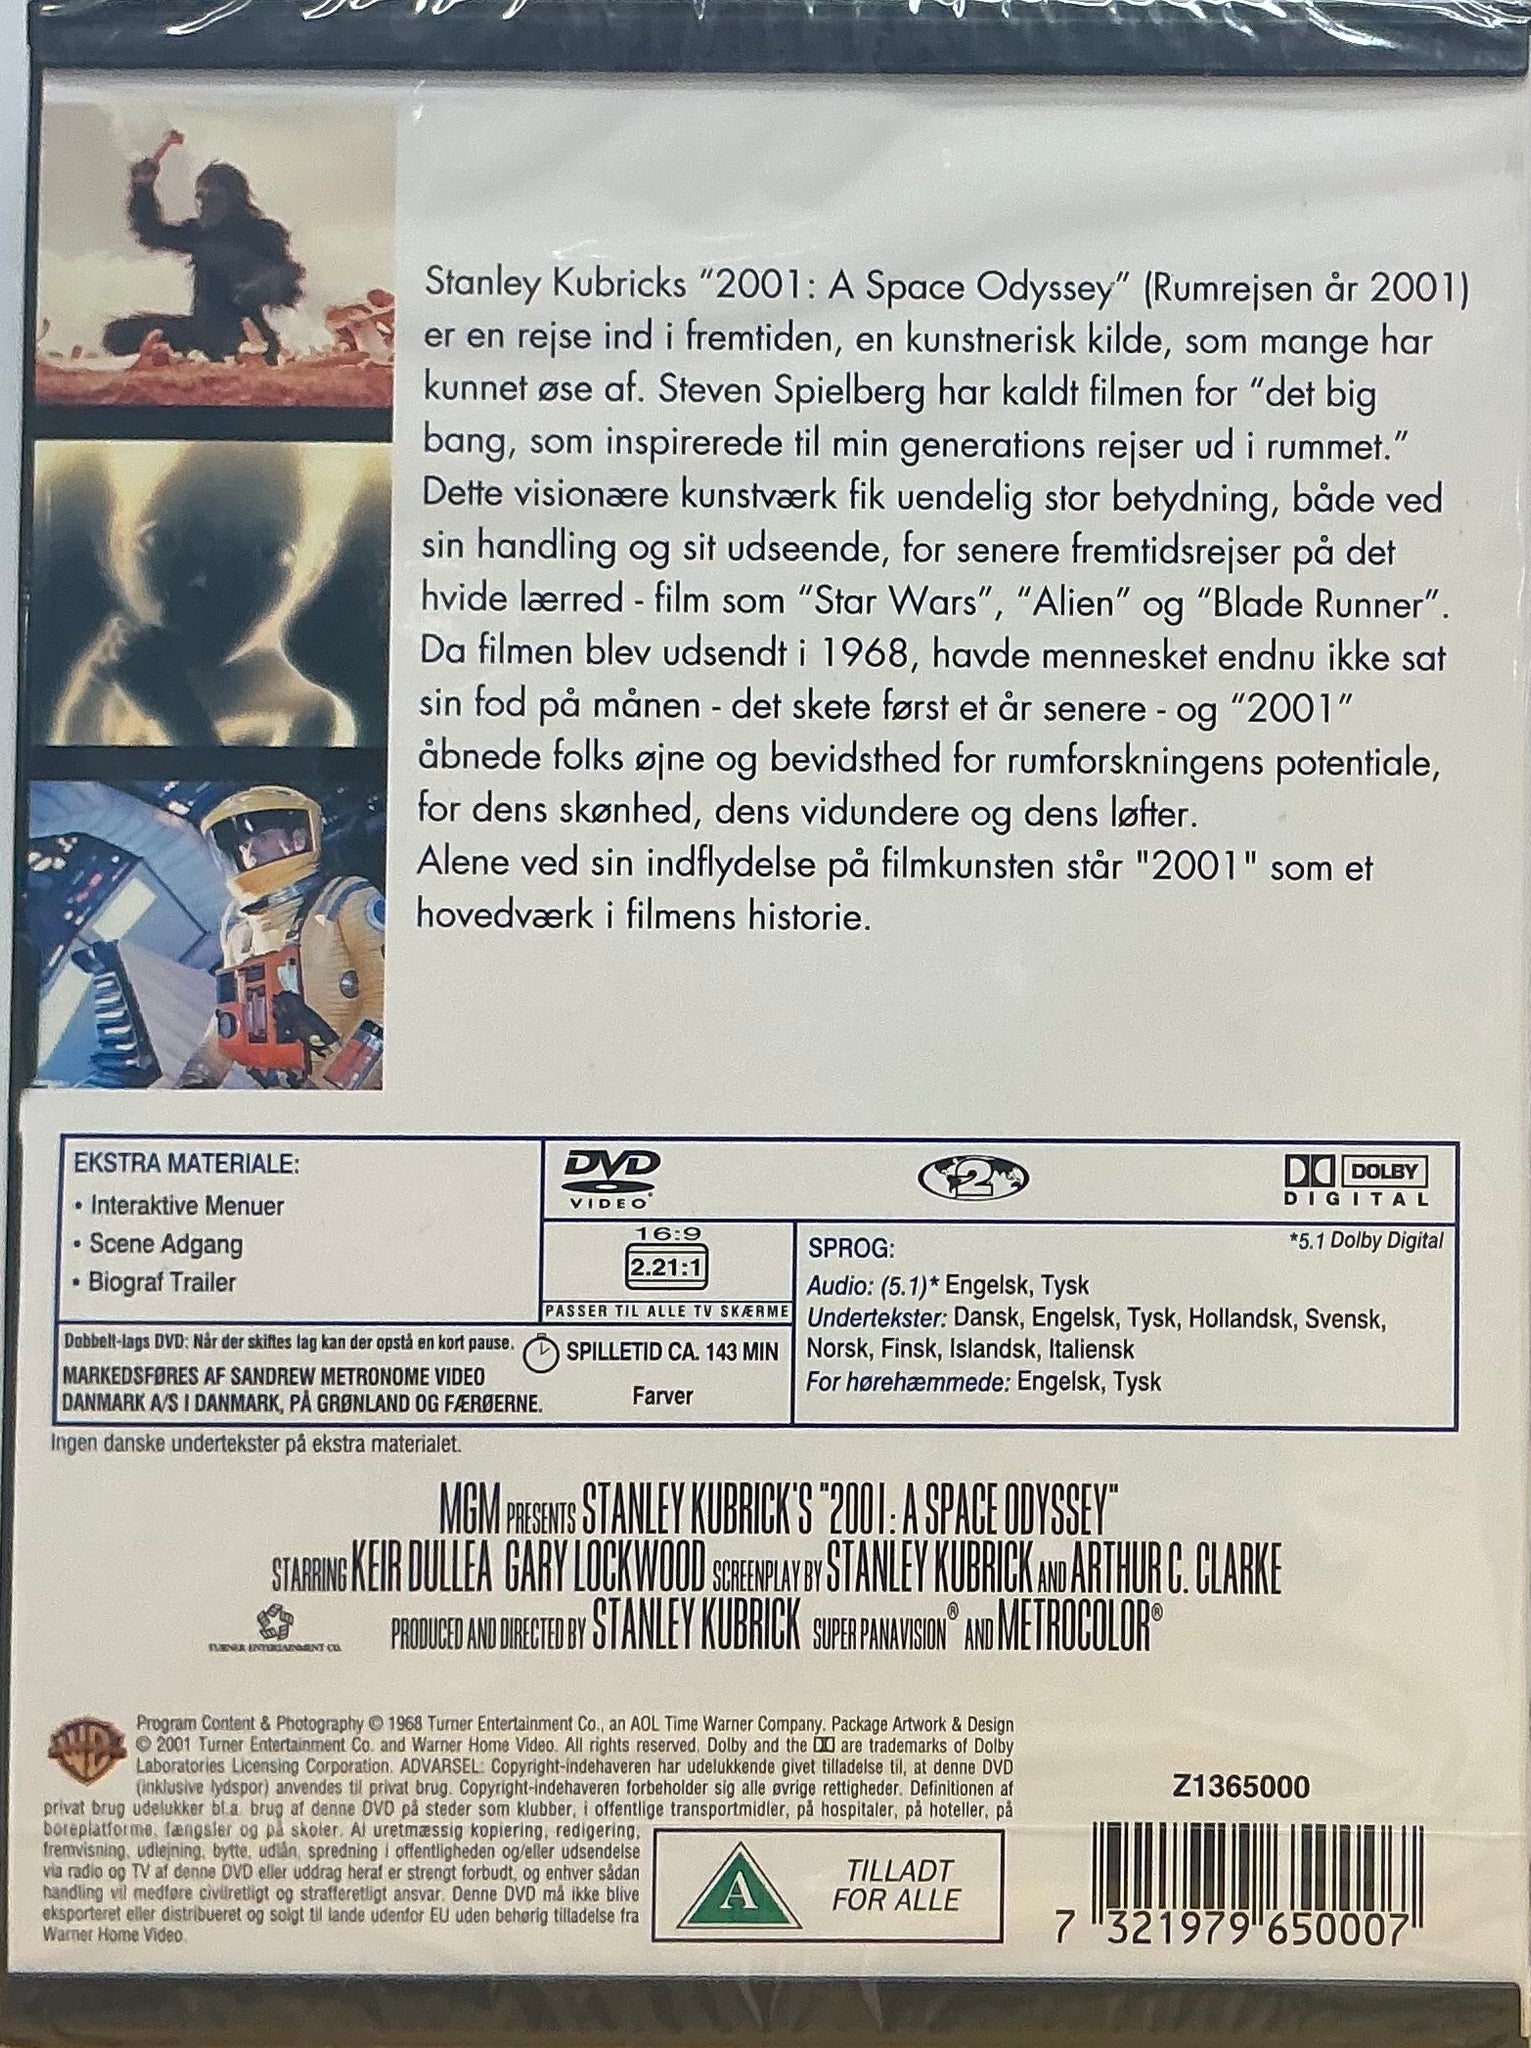 Stanley Kubricks "2001: A Space Odyssey" (Rumrejsen år 2001)
er en rejse ind i fremtiden, en kunstnerisk kilde, som mange har
kunnet øse af. Steven Spielberg har kaldt filmen for "det big
bang, som inspirerede til min generations rejser ud i rummet."
Dette visionære kunstværk fik uendelig stor betydning, både ved
sin handling og sit udseende, for senere fremtidsrejser på det
hvide lærred - film som "Star Wars", "Alien" og "Blade Runner".
Da filmen blev udsendt i 1968, havde mennesket endnu ikke sat
sin fod på månen - det skete først et år senere - og "2001"
åbnede folks øjne og bevidsthed for rumforskningens potentiale,
for dens skønhed, dens vidundere og dens løfter.
Alene ved sin indflydelse på filmkunsten står "2001" som et
hovedværk i filmens historie.
EKSTRA MATERIALE:
• Interaktive Menuer
• Scene Adgang
• Biograf Trailer
DVD
VIDEO
2
DOLBY
DIGITAL
16:9
2.21:1
PASSER TIL ALLE TV SKÆRME
SPROG:
*5.1 Dolby Digital
Audio: (5.1)* Engelsk, Tysk
Undertekster: Dansk, Engelsk, Tysk, Hollandsk, Svensk,
Norsk, Finsk, Islandsk, Italiensk
For hørehæmmede: Engelsk, Tysk
Dobbelt-lags DVD: Når der skiftes lag kan der opstå en kort pause.
MARKEDSFØRES AF SANDREW METRONOME VIDEO
DANMARK A/S I DANMARK, PÅ GRØNLAND OG FÆRØERNE.
SPILLETID CA. 143 MIN
Farver
Ingen danske undertekster på ekstra materialet.
MGM PRESENTS STANLEY KUBRICK'S "2001: A SPACE ODYSSEY"
STARRING KEIR DULLEA GARY LOCKWOOD SCREENPLAY BY STANLEY KUBRICK AND ARTHUR C. CLARKE
PRODUCED AND DIRECTED BY STANLEY KUBRICK SUPER PANAVISION® AND METROCOLOR®
TURNER ENTERTAINMENT CO.
Program Content & Photography © 1968 Turner Entertainment Co., an AOL Time Warner Company. Package Artwork & Design
© 2001 Turner Entertainment Co. and Warner Home Video. All rights reserved. Dolby and the DD are trademarks of Dolby
Laboratories Licensing Corporation. ADVARSEL: Copyright-indehaveren har udelukkende givet tilladelse til, at denne DVD
(inklusive lydspor) anvendes til privat brug. Copyright-indehaveren forbeholder sig alle øvrige rettigheder. Definitionen af
privat brug udelukker bl.a. brug af denne DVD på steder som klubber, i offentlige transportmidler, på hospitaler, på hoteller, på
boreplatforme, fængsler og på skoler. Al uretmæssig kopiering, redigering,
fremvisning, udlejning, bytte, udlån, spredning i offentligheden og/eller udsendelse
via radio og TV af denne DVD eller uddrag heraf er strengt forbudt, og enhver sådan
handling vil medføre civilretligt og strafferetligt ansvar. Denne DVD må ikke blive
eksporteret eller distribueret og solgt til lande udenfor EU uden behørig tilladelse fra
Warner Home Video.
A
TILLADT
FOR ALLE
Z1365000
7 321979 650007